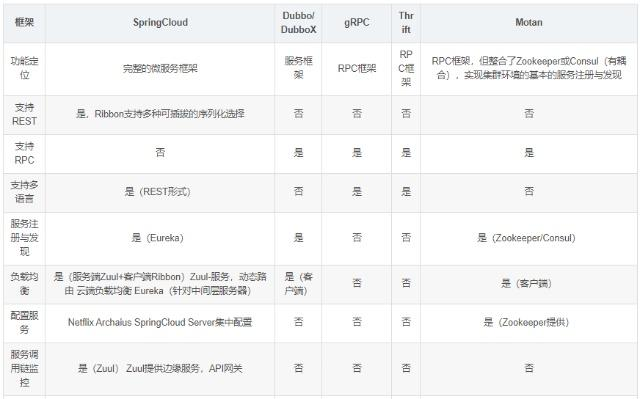 框架 SpringCloud Dubbo/ DubboX gRPC Thr ift Motan
功能定位 完整的微服务框架 服务框架 RPC框架 RPC框架 RPC框架，但整合了Zookeeper或Consul（有耦合），实现集群环境的基本的服务注册与发现
支持REST 是，Ribbon支持多种可插拔的序列化选择 否 否 否 否
支持RPC 否 是 是 是 是
支持多语言 是（REST形式） 否 是 是 否
服务注册与发现 是（Eureka） 是 否 否 是（Zookeeper/Consul）
负载均衡 是（服务端Zuul+客户端Ribbon）Zuul-服务，动态路由 云端负载均衡 Eureka（针对中间层服务器） 是（客户端） 否 否 是（客户端）
配置服务 Netflix Archaius SpringCloud Server集中配置 否 否 否 是（Zookeeper提供）
服务调用链监控 是（Zuul） Zuul提供边缘服务，API网关 否 否 否 否